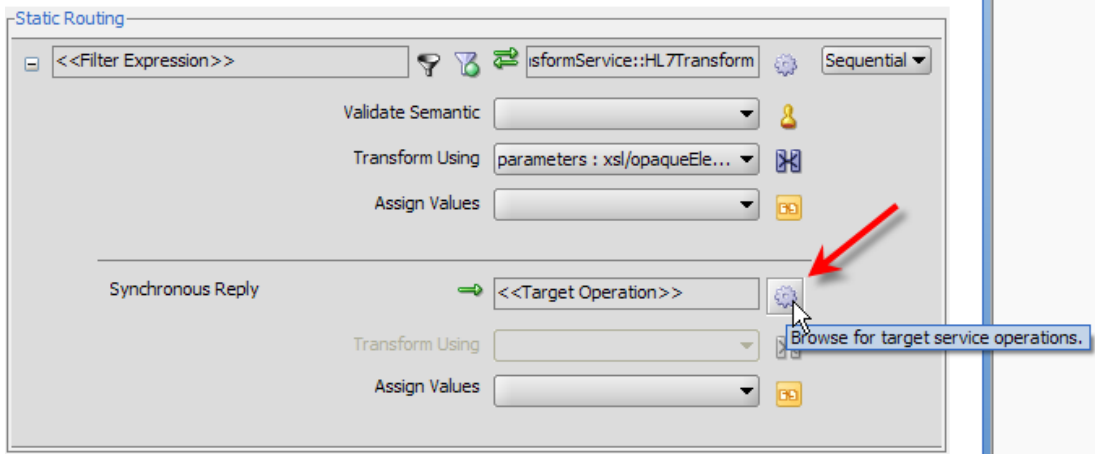 Static Routing
<<Filter Expression>>
ısformService::HL7Transform
Sequential
Validate Semantic
Transform Using
parameters : xsl/opaqueEle...
Assign Values
Synchronous Reply
<<Target Operation>>
Browse for target service operations.
Transform Using
Assign Values